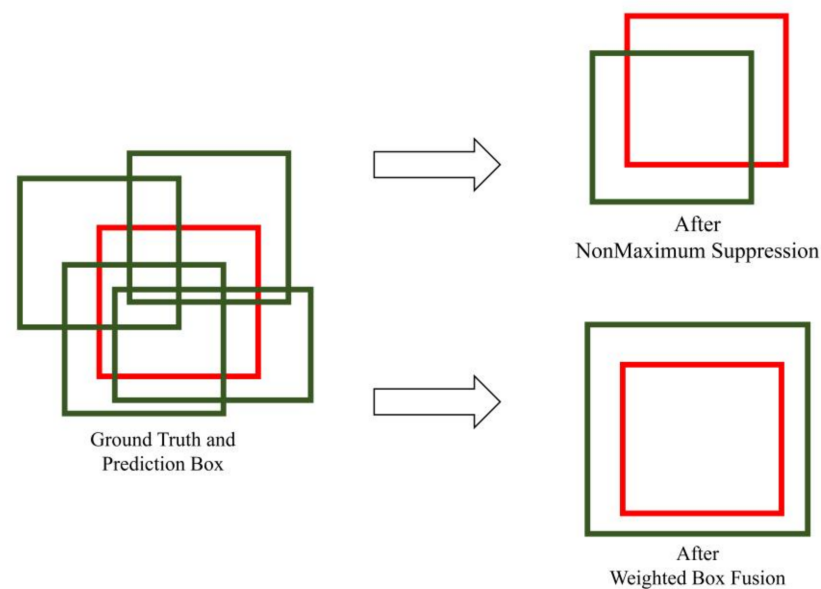 Ground Truth and
Prediction Box
After
NonMaximum Suppression
After
Weighted Box Fusion